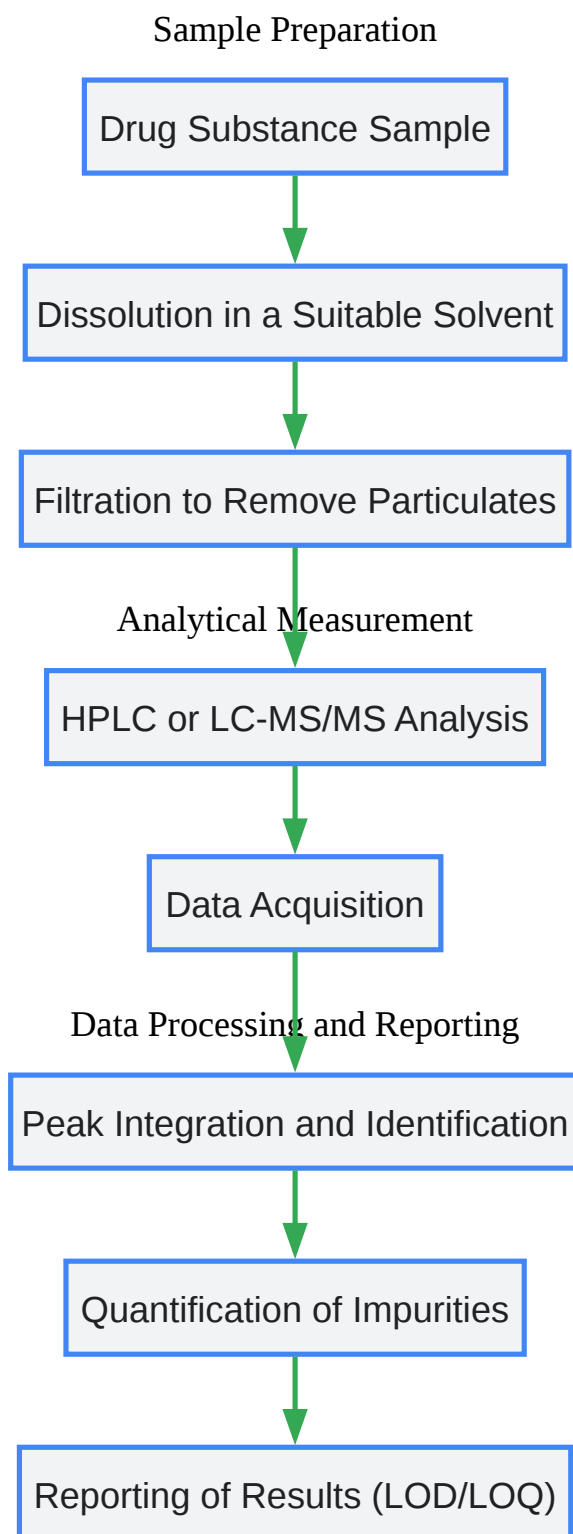 Sample Preparation
Drug Substance Sample
Dissolution in a Suitable Solvent
Filtration to Remove Particulates
Analytical Measurement
HPLC or LC-MS/MS Analysis
Data Acquisition
Data Processing and Reporting
Peak Integration and Identification
Quantification of Impurities
Reporting of Results (LOD/LOQ)